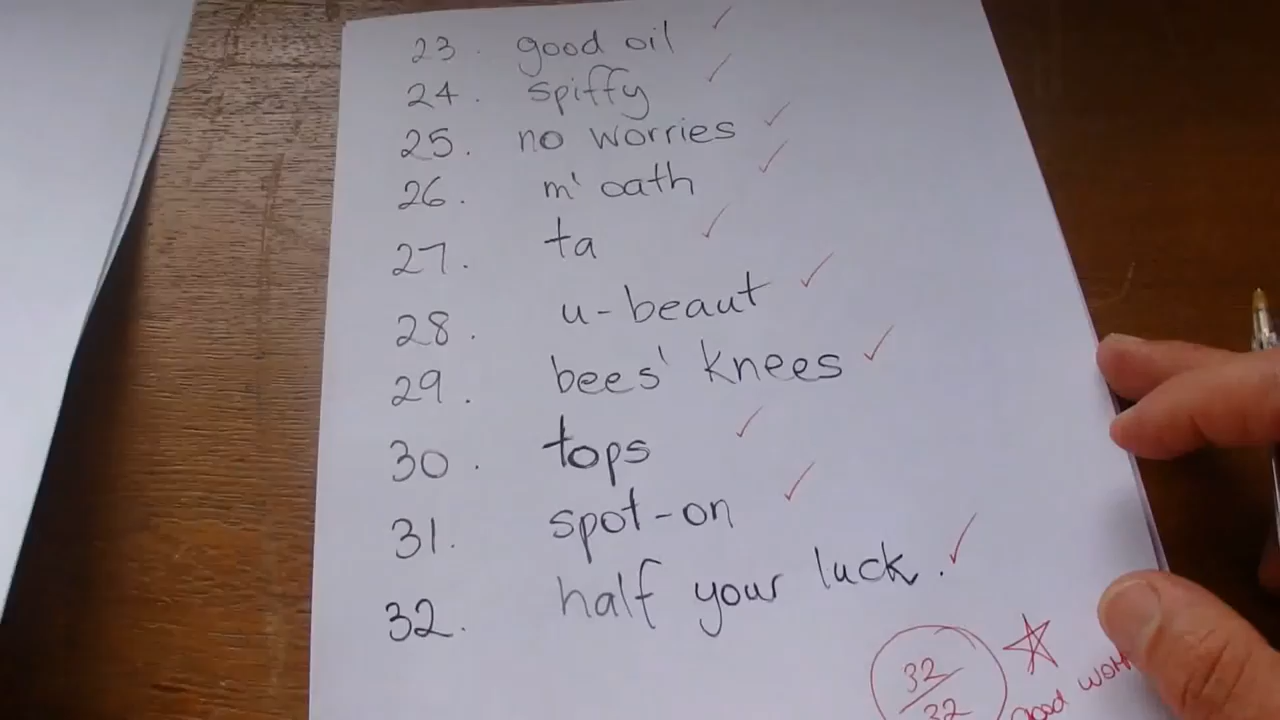 23. good oil
24. spiffy
25. no worries
26. m' oath
27. ta
28. u-beaut
29. bees' knees
30. tops
31. spot-on
32. half your luck.
32/32
good